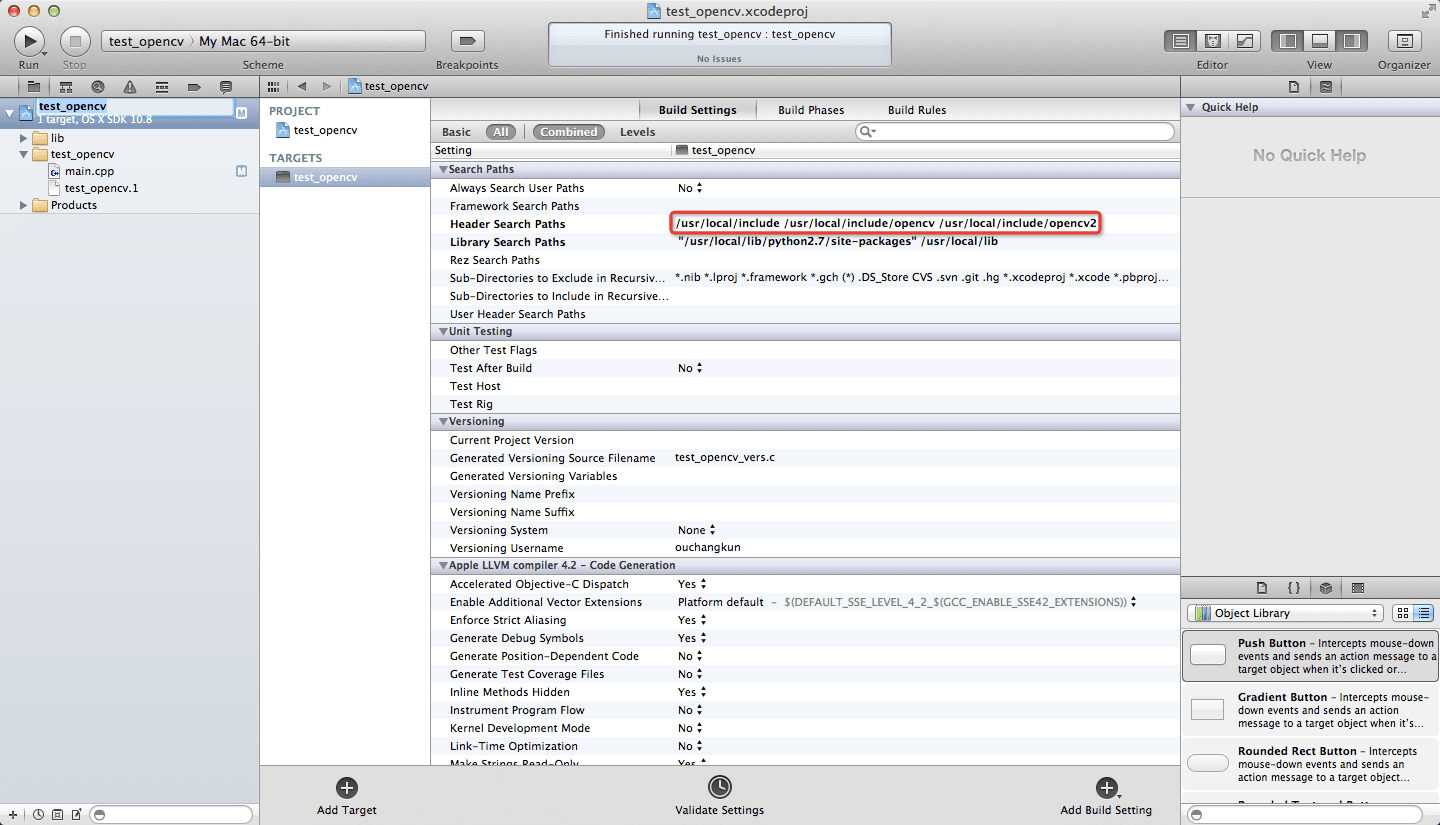 test_opencv.xcodeproj
Run
Stop
test_opencv 〉 My Mac 64-bit
Scheme
Breakpoints
Finished running test_opencv : test_opencv
No Issues
Editor
View
Organizer
test_opencv
1 target, OS X SDK 10.8
M
lib
test_opencv
main.cpp
M
test_opencv.1
Products
test_opencv
PROJECT
test_opencv
TARGETS
test_opencv
Build Settings
Build Phases
Build Rules
Basic
All
Combined
Levels
Setting
test_opencv
Search Paths
Always Search User Paths No
Framework Search Paths
Header Search Paths /usr/local/include /usr/local/include/opencv /usr/local/include/opencv2
Library Search Paths "/usr/local/lib/python2.7/site-packages" /usr/local/lib
Rez Search Paths
Sub-Directories to Exclude in Recursiv... *.nib *.lproj *.framework *.gch (*) .DS_Store CVS .svn .git .hg *.xcodeproj *.xcode *.pbproj...
Sub-Directories to Include in Recursive...
User Header Search Paths
Unit Testing
Other Test Flags
Test After Build No
Test Host
Test Rig
Versioning
Current Project Version
Generated Versioning Source Filename test_opencv_vers.c
Generated Versioning Variables
Versioning Name Prefix
Versioning Name Suffix
Versioning System None
Versioning Username ouchangkun
Apple LLVM compiler 4.2 – Code Generation
Accelerated Objective-C Dispatch Yes
Enable Additional Vector Extensions Platform default – $(DEFAULT_SSE_LEVEL_4_2_$(GCC_ENABLE_SSE42_EXTENSIONS))
Enforce Strict Aliasing Yes
Generate Debug Symbols Yes
Generate Position-Dependent Code No
Generate Test Coverage Files No
Inline Methods Hidden Yes
Instrument Program Flow No
Kernel Development Mode No
Link-Time Optimization No
Make Strings Read-Only Yes
Add Target
Validate Settings
Add Build Setting
Quick Help
No Quick Help
{ }
Object Library
Push Button – Intercepts mouse-down
events and sends an action message to a
target object when it's clicked or...
Gradient Button – Intercepts mouse-
down events and sends an action
message to a target object when it's...
Rounded Rect Button – Intercepts
mouse-down events and sends an
action message to a target object...